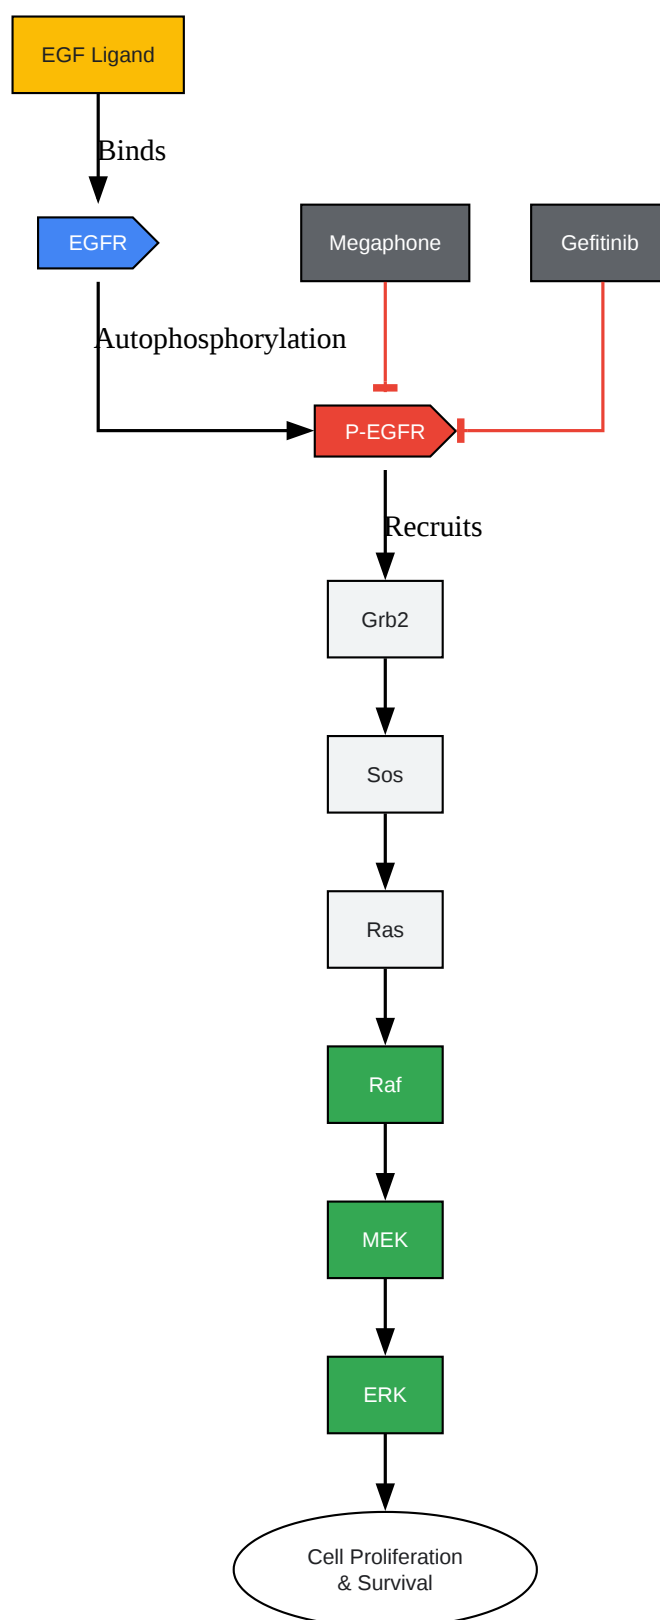 EGF Ligand
Binds
EGFR
Megaphone
Gefitinib
Autophosphorylation
P-EGFR
Recruits
Grb2
Sos
Ras
Raf
MEK
ERK
Cell Proliferation
& Survival